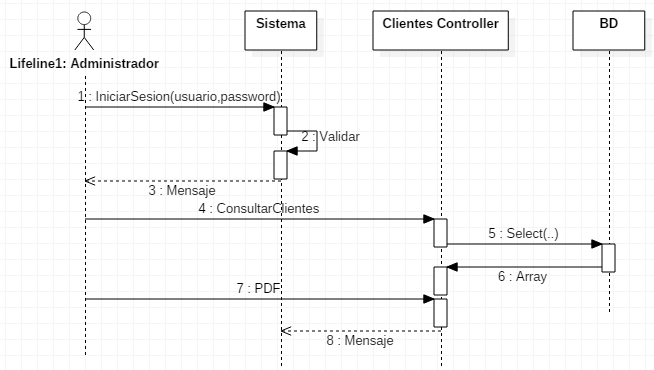 Sistema
Clientes Controller
BD
Lifeline1: Administrador
1 : IniciarSesion(usuario,password)
2 : Validar
3 : Mensaje
4 : ConsultarClientes
5 : Select(..)
6 : Array
7 : PDF
8 : Mensaje